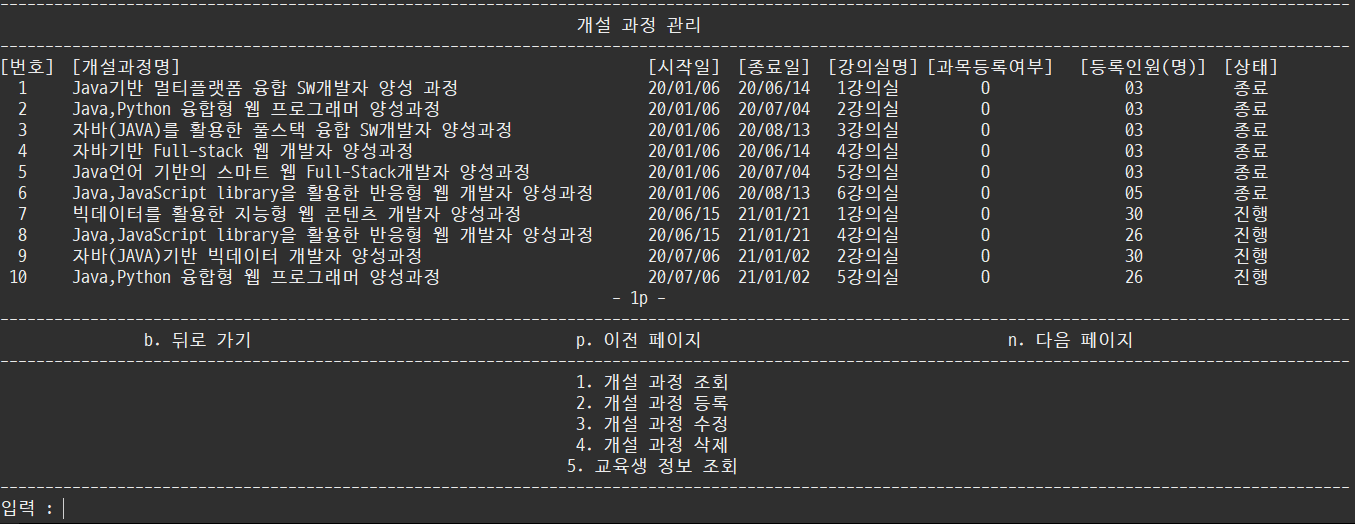 개설 과정 관리
[번호] [개설과정명] [시작일] [종료일] [강의실명] [과목등록여부] [등록인원(명)] [상태]
1 Java기반 멀티플랫폼 융합 SW개발자 양성 과정 20/01/06 20/06/14 1강의실 O 03 종료
2 Java,Python 융합형 웹 프로그래머 양성과정 20/01/06 20/07/04 2강의실 O 03 종료
3 자바(JAVA)를 활용한 풀스택 융합 SW개발자 양성과정 20/01/06 20/08/13 3강의실 O 03 종료
4 자바기반 Full-stack 웹 개발자 양성과정 20/01/06 20/06/14 4강의실 O 03 종료
5 Java언어 기반의 스마트 웹 Full-Stack개발자 양성과정 20/01/06 20/07/04 5강의실 O 03 종료
6 Java,JavaScript library을 활용한 반응형 웹 개발자 양성과정 20/01/06 20/08/13 6강의실 O 05 종료
7 빅데이터를 활용한 지능형 웹 콘텐츠 개발자 양성과정 20/06/15 21/01/21 1강의실 O 30 진행
8 Java,JavaScript library을 활용한 반응형 웹 개발자 양성과정 20/06/15 21/01/21 4강의실 O 26 진행
9 자바(JAVA)기반 빅데이터 개발자 양성과정 20/07/06 21/01/02 2강의실 O 30 진행
10 Java,Python 융합형 웹 프로그래머 양성과정 20/07/06 21/01/02 5강의실 O 26 진행
- 1p -
b. 뒤로 가기 p. 이전 페이지 n. 다음 페이지
1. 개설 과정 조회
2. 개설 과정 등록
3. 개설 과정 수정
4. 개설 과정 삭제
5. 교육생 정보 조회
입력 :